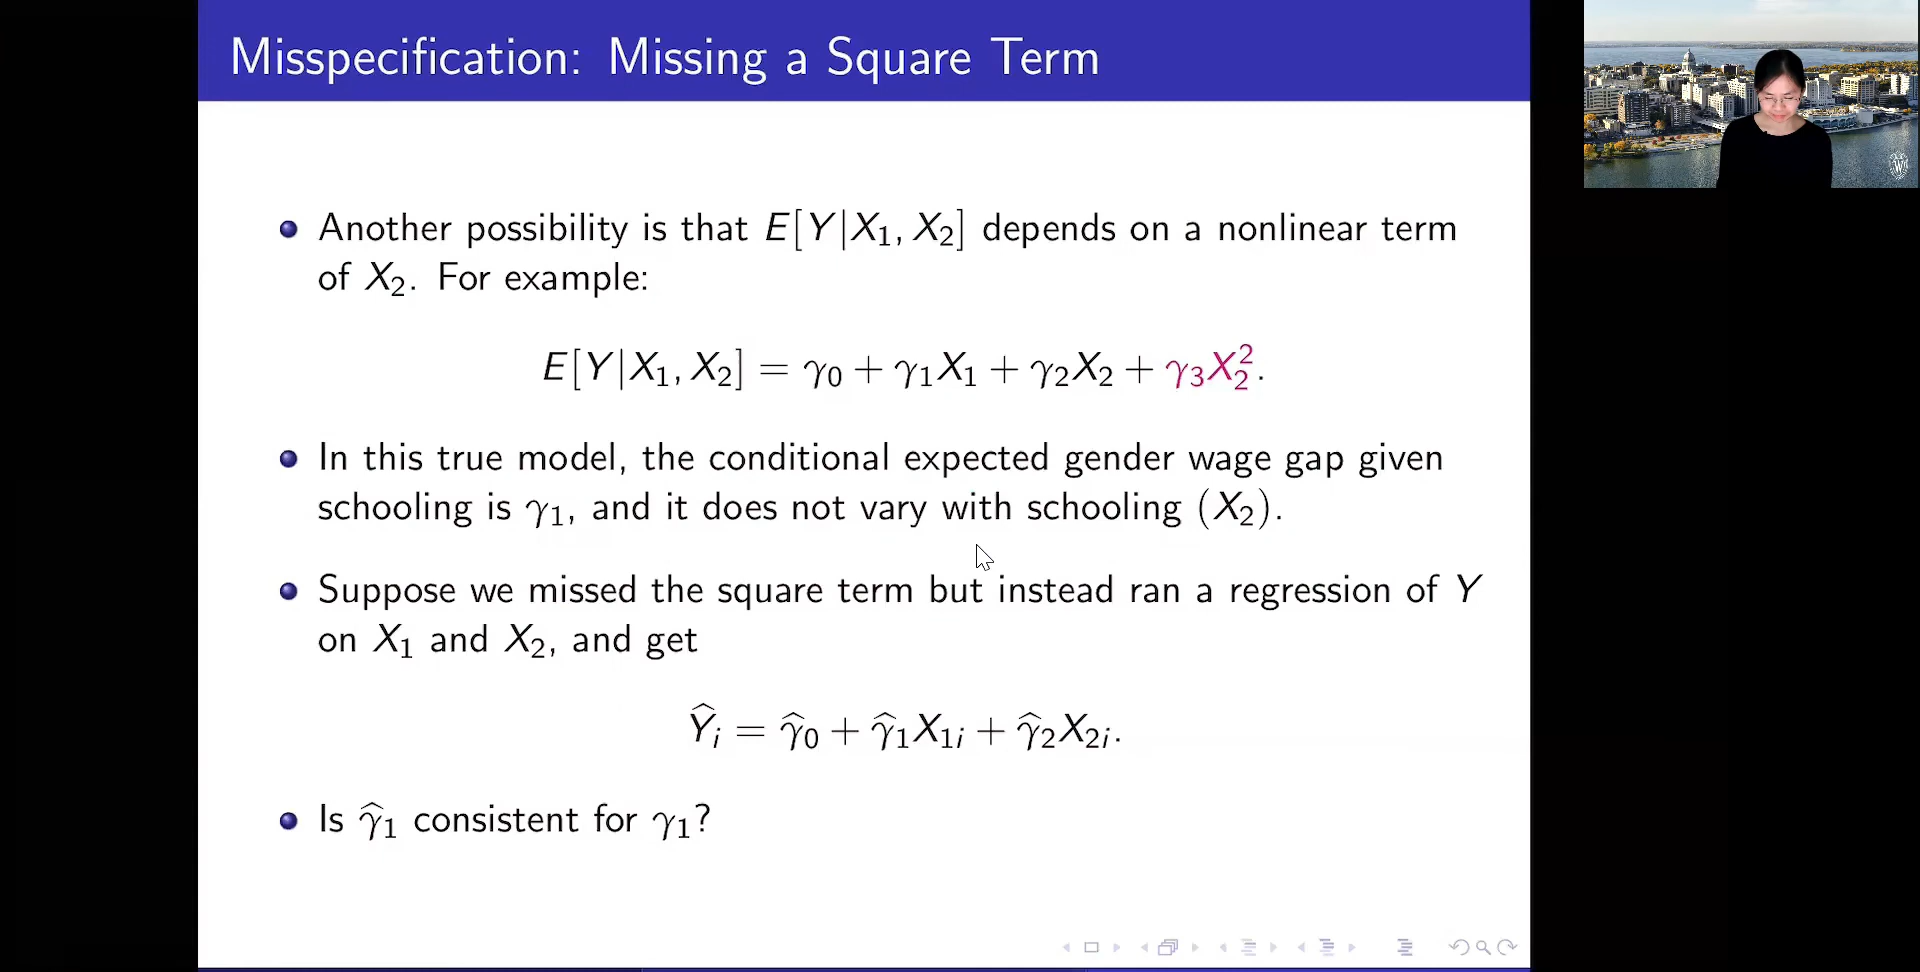 Misspecification: Missing a Square Term
Another possibility is that E[Y|X₁, X₂] depends on a nonlinear term
of X₂. For example:
E[Y|X₁, X₂] = γ₀ + γ₁X₁ + γ₂X₂ + γ₃X₂².
In this true model, the conditional expected gender wage gap given
schooling is γ₁, and it does not vary with schooling (X₂).
Suppose we missed the square term but instead ran a regression of Y
on X₁ and X₂, and get
Ŷᵢ = γ̂₀ + γ̂₁X₁ᵢ + γ̂₂X₂ᵢ.
Is γ̂₁ consistent for γ₁?
W